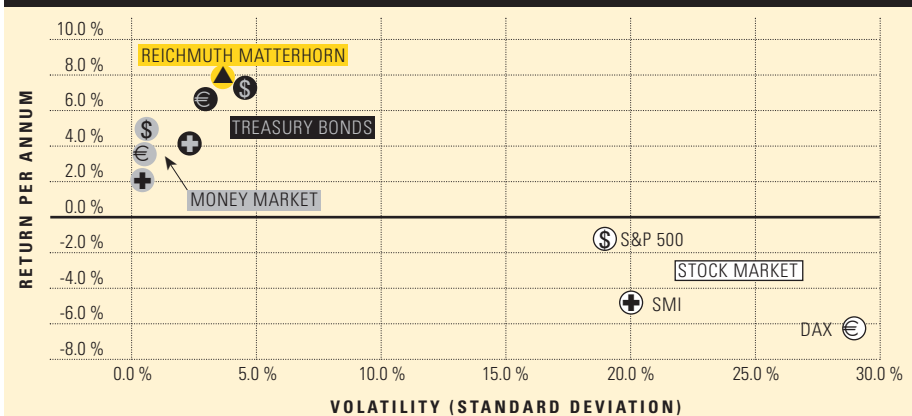 10.0 %
REICHMUTH MATTERHORN
8.0 %
$
€
6.0 %
$
TREASURY BONDS
4.0 %
€
2.0 %
MONEY MARKET
0.0 %
RETURN PER ANNUM
-2.0 %
$ S&P 500
STOCK MARKET
-4.0 %
SMI
-6.0 %
DAX €
-8.0 %
0.0 % 5.0 % 10.0 % 15.0 % 20.0 % 25.0 % 30.0 %
VOLATILITY (STANDARD DEVIATION)